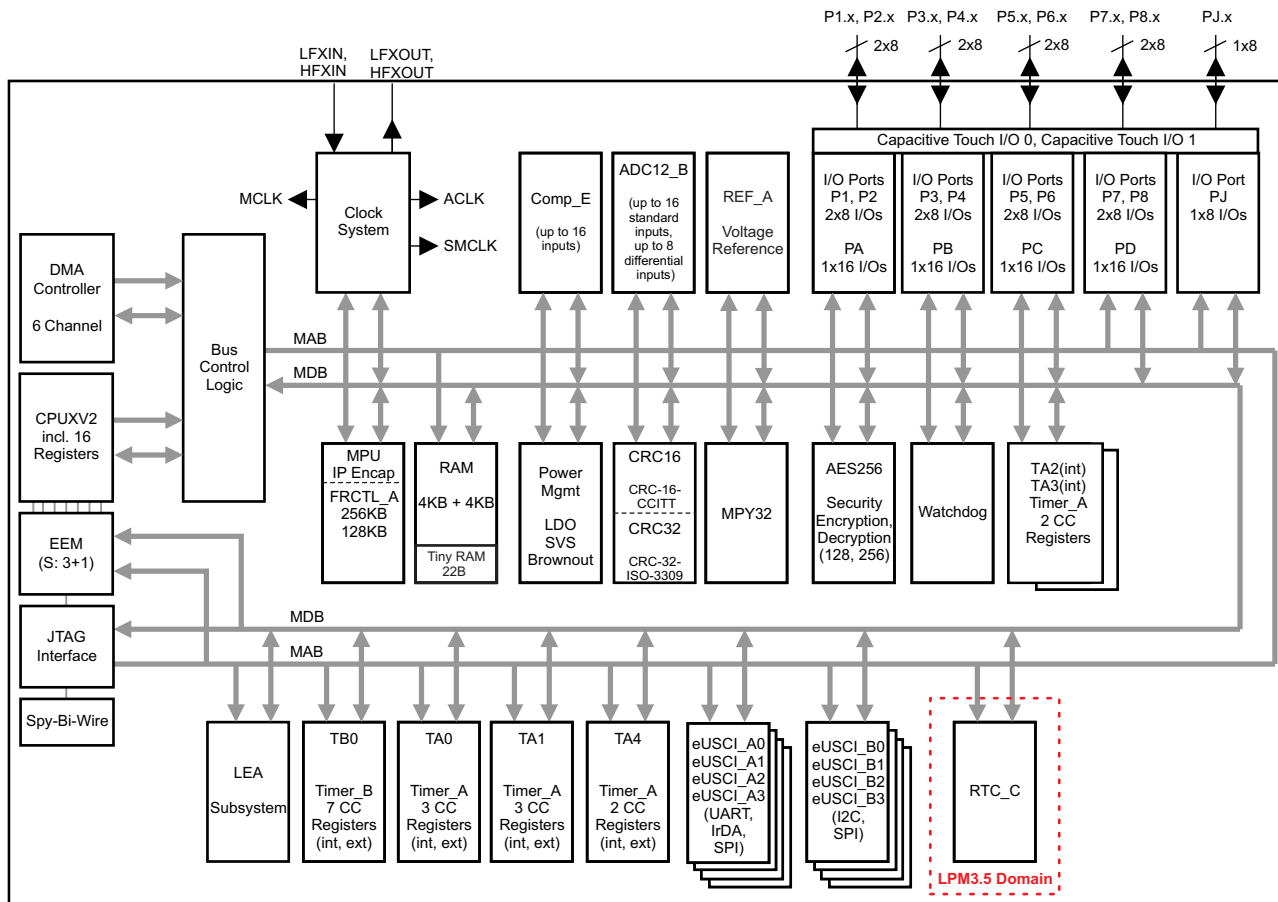 P1.x, P2.x
P3.x, P4.x
P5.x, P6.x
P7.x, P8.x
PJ.x
2x8
2x8
2x8
2x8
1x8
LFXIN,
HFXIN
LFXOUT,
HFXOUT
Capacitive Touch I/O 0, Capacitive Touch I/O 1
MCLK
Clock
System
ACLK
SMCLK
Comp_E
(up to 16
inputs)
ADC12_B
(up to 16
standard
inputs,
up to 8
differential
inputs)
REF_A
Voltage
Reference
I/O Ports
P1, P2
2x8 I/Os
PA
1x16 I/Os
I/O Ports
P3, P4
2x8 I/Os
PB
1x16 I/Os
I/O Ports
P5, P6
2x8 I/Os
PC
1x16 I/Os
I/O Ports
P7, P8
2x8 I/Os
PD
1x16 I/Os
I/O Port
PJ
1x8 I/Os
DMA
Controller
6 Channel
Bus
Control
Logic
MAB
MDB
CPUXV2
incl. 16
Registers
MPU
IP Encap
FRCTL_A
256KB
128KB
RAM
4KB + 4KB
Tiny RAM
22B
Power
Mgmt
LDO
SVS
Brownout
CRC16
CRC-16-
CCITT
CRC32
CRC-32-
ISO-3309
MPY32
AES256
Security
Encryption,
Decryption
(128, 256)
Watchdog
TA2(int)
TA3(int)
Timer_A
2 CC
Registers
EEM
(S: 3+1)
JTAG
Interface
Spy-Bi-Wire
MDB
MAB
LEA
Subsystem
TB0
Timer_B
7 CC
Registers
(int, ext)
TA0
Timer_A
3 CC
Registers
(int, ext)
TA1
Timer_A
3 CC
Registers
(int, ext)
TA4
Timer_A
2 CC
Registers
(int, ext)
eUSCI_A0
eUSCI_A1
eUSCI_A2
eUSCI_A3
(UART,
IrDA,
SPI)
eUSCI_B0
eUSCI_B1
eUSCI_B2
eUSCI_B3
(I2C,
SPI)
RTC_C
LPM3.5 Domain